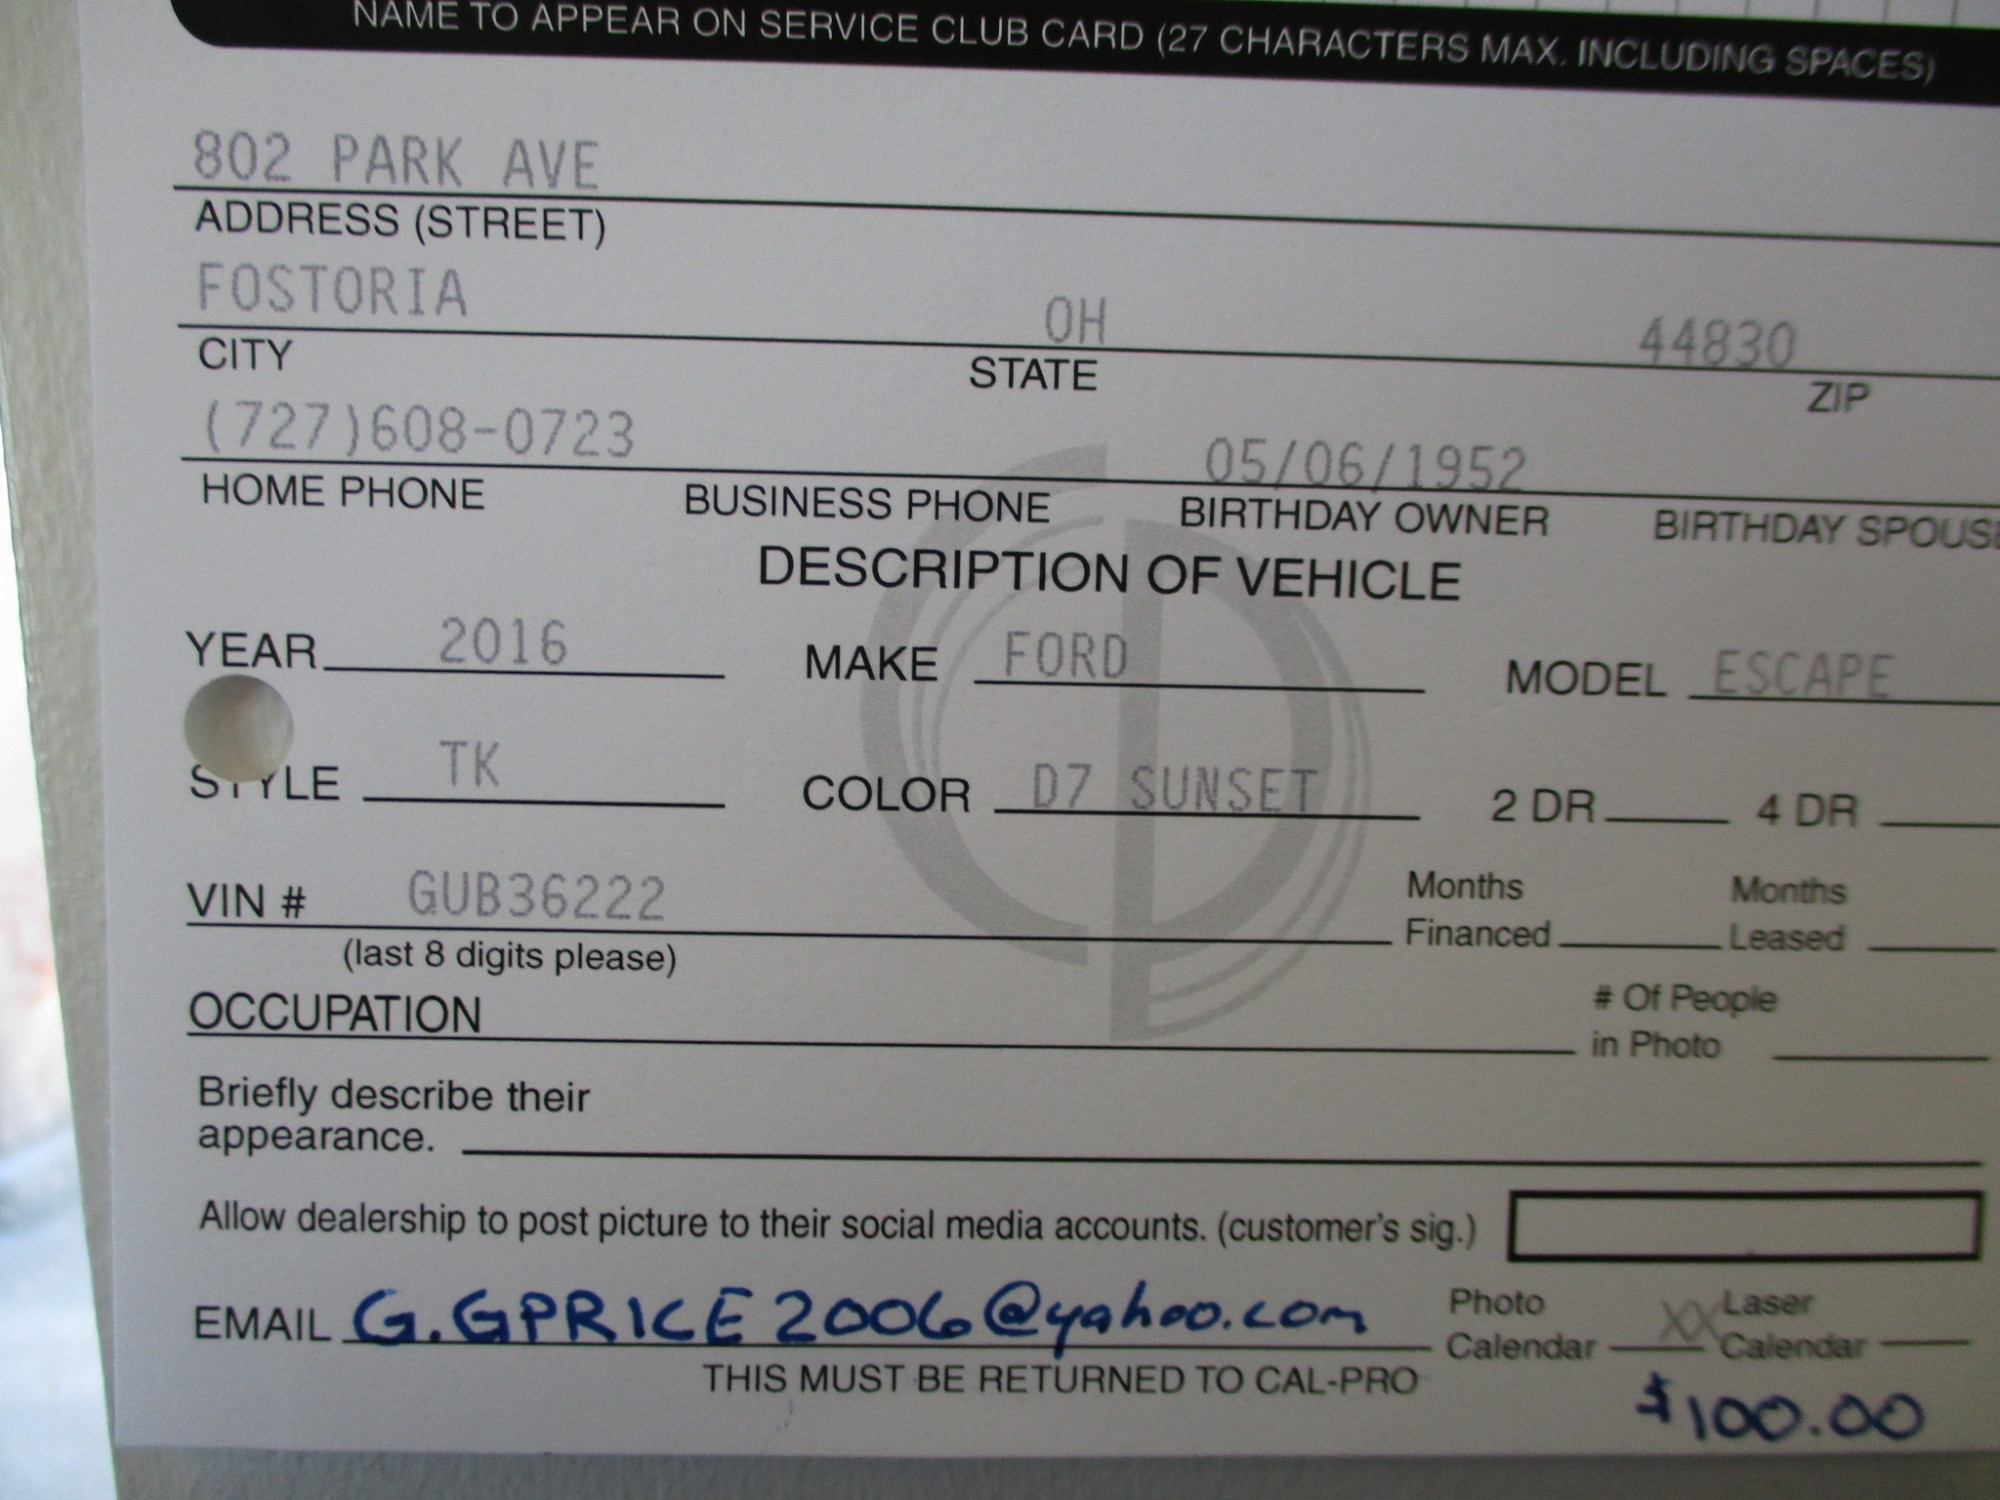 NAME TO APPEAR ON SERVICE CLUB CARD (27 CHARACTERS MAX. INCLUDING SPACES)
802 PARK AVE
ADDRESS (STREET)
FOSTORIA OH 44830
CITY STATE ZIP
(727)608-0723 05/06/1952
HOME PHONE BUSINESS PHONE BIRTHDAY OWNER BIRTHDAY SPOUSE
DESCRIPTION OF VEHICLE
YEAR 2016 MAKE FORD MODEL ESCAPE
STYLE TK COLOR D7 SUNSET 2 DR 4 DR
VIN # GUB36222 Months Financed Months Leased
(last 8 digits please)
OCCUPATION # Of People in Photo
Briefly describe their
appearance.
Allow dealership to post picture to their social media accounts. (customer's sig.)
EMAIL G.GPRICE2006@yahoo.com Photo Calendar XX Laser Calendar
THIS MUST BE RETURNED TO CAL-PRO
$100.00